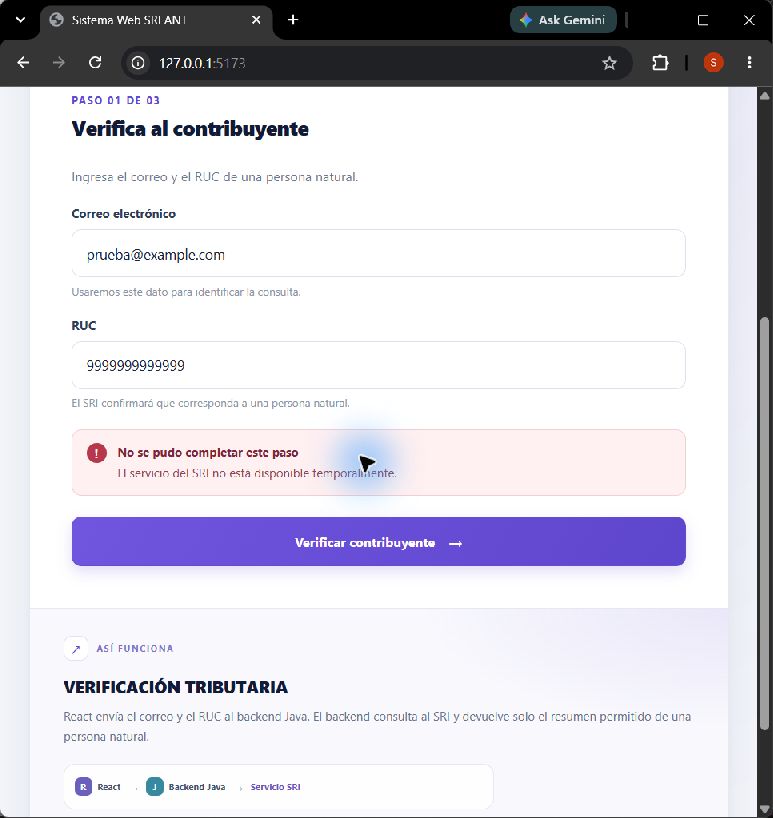 Sistema Web SRI ANT
Ask Gemini
127.0.0.1:5173
S
PASO 01 DE 03
Verifica al contribuyente
Ingresa el correo y el RUC de una persona natural.
Correo electrónico
prueba@example.com
Usaremos este dato para identificar la consulta.
RUC
9999999999999
El SRI confirmará que corresponda a una persona natural.
No se pudo completar este paso
El servicio del SRI no está disponible temporalmente.
Verificar contribuyente →
ASÍ FUNCIONA
VERIFICACIÓN TRIBUTARIA
React envía el correo y el RUC al backend Java. El backend consulta al SRI y devuelve solo el resumen permitido de una
persona natural.
R React → J Backend Java → Servicio SRI